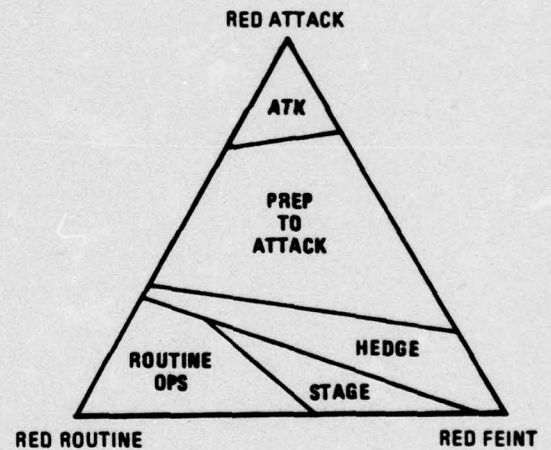 RED ATTACK
ATK
PREP
TO
ATTACK
HEDGE
ROUTINE
OPS
STAGE
RED ROUTINE
RED FEINT